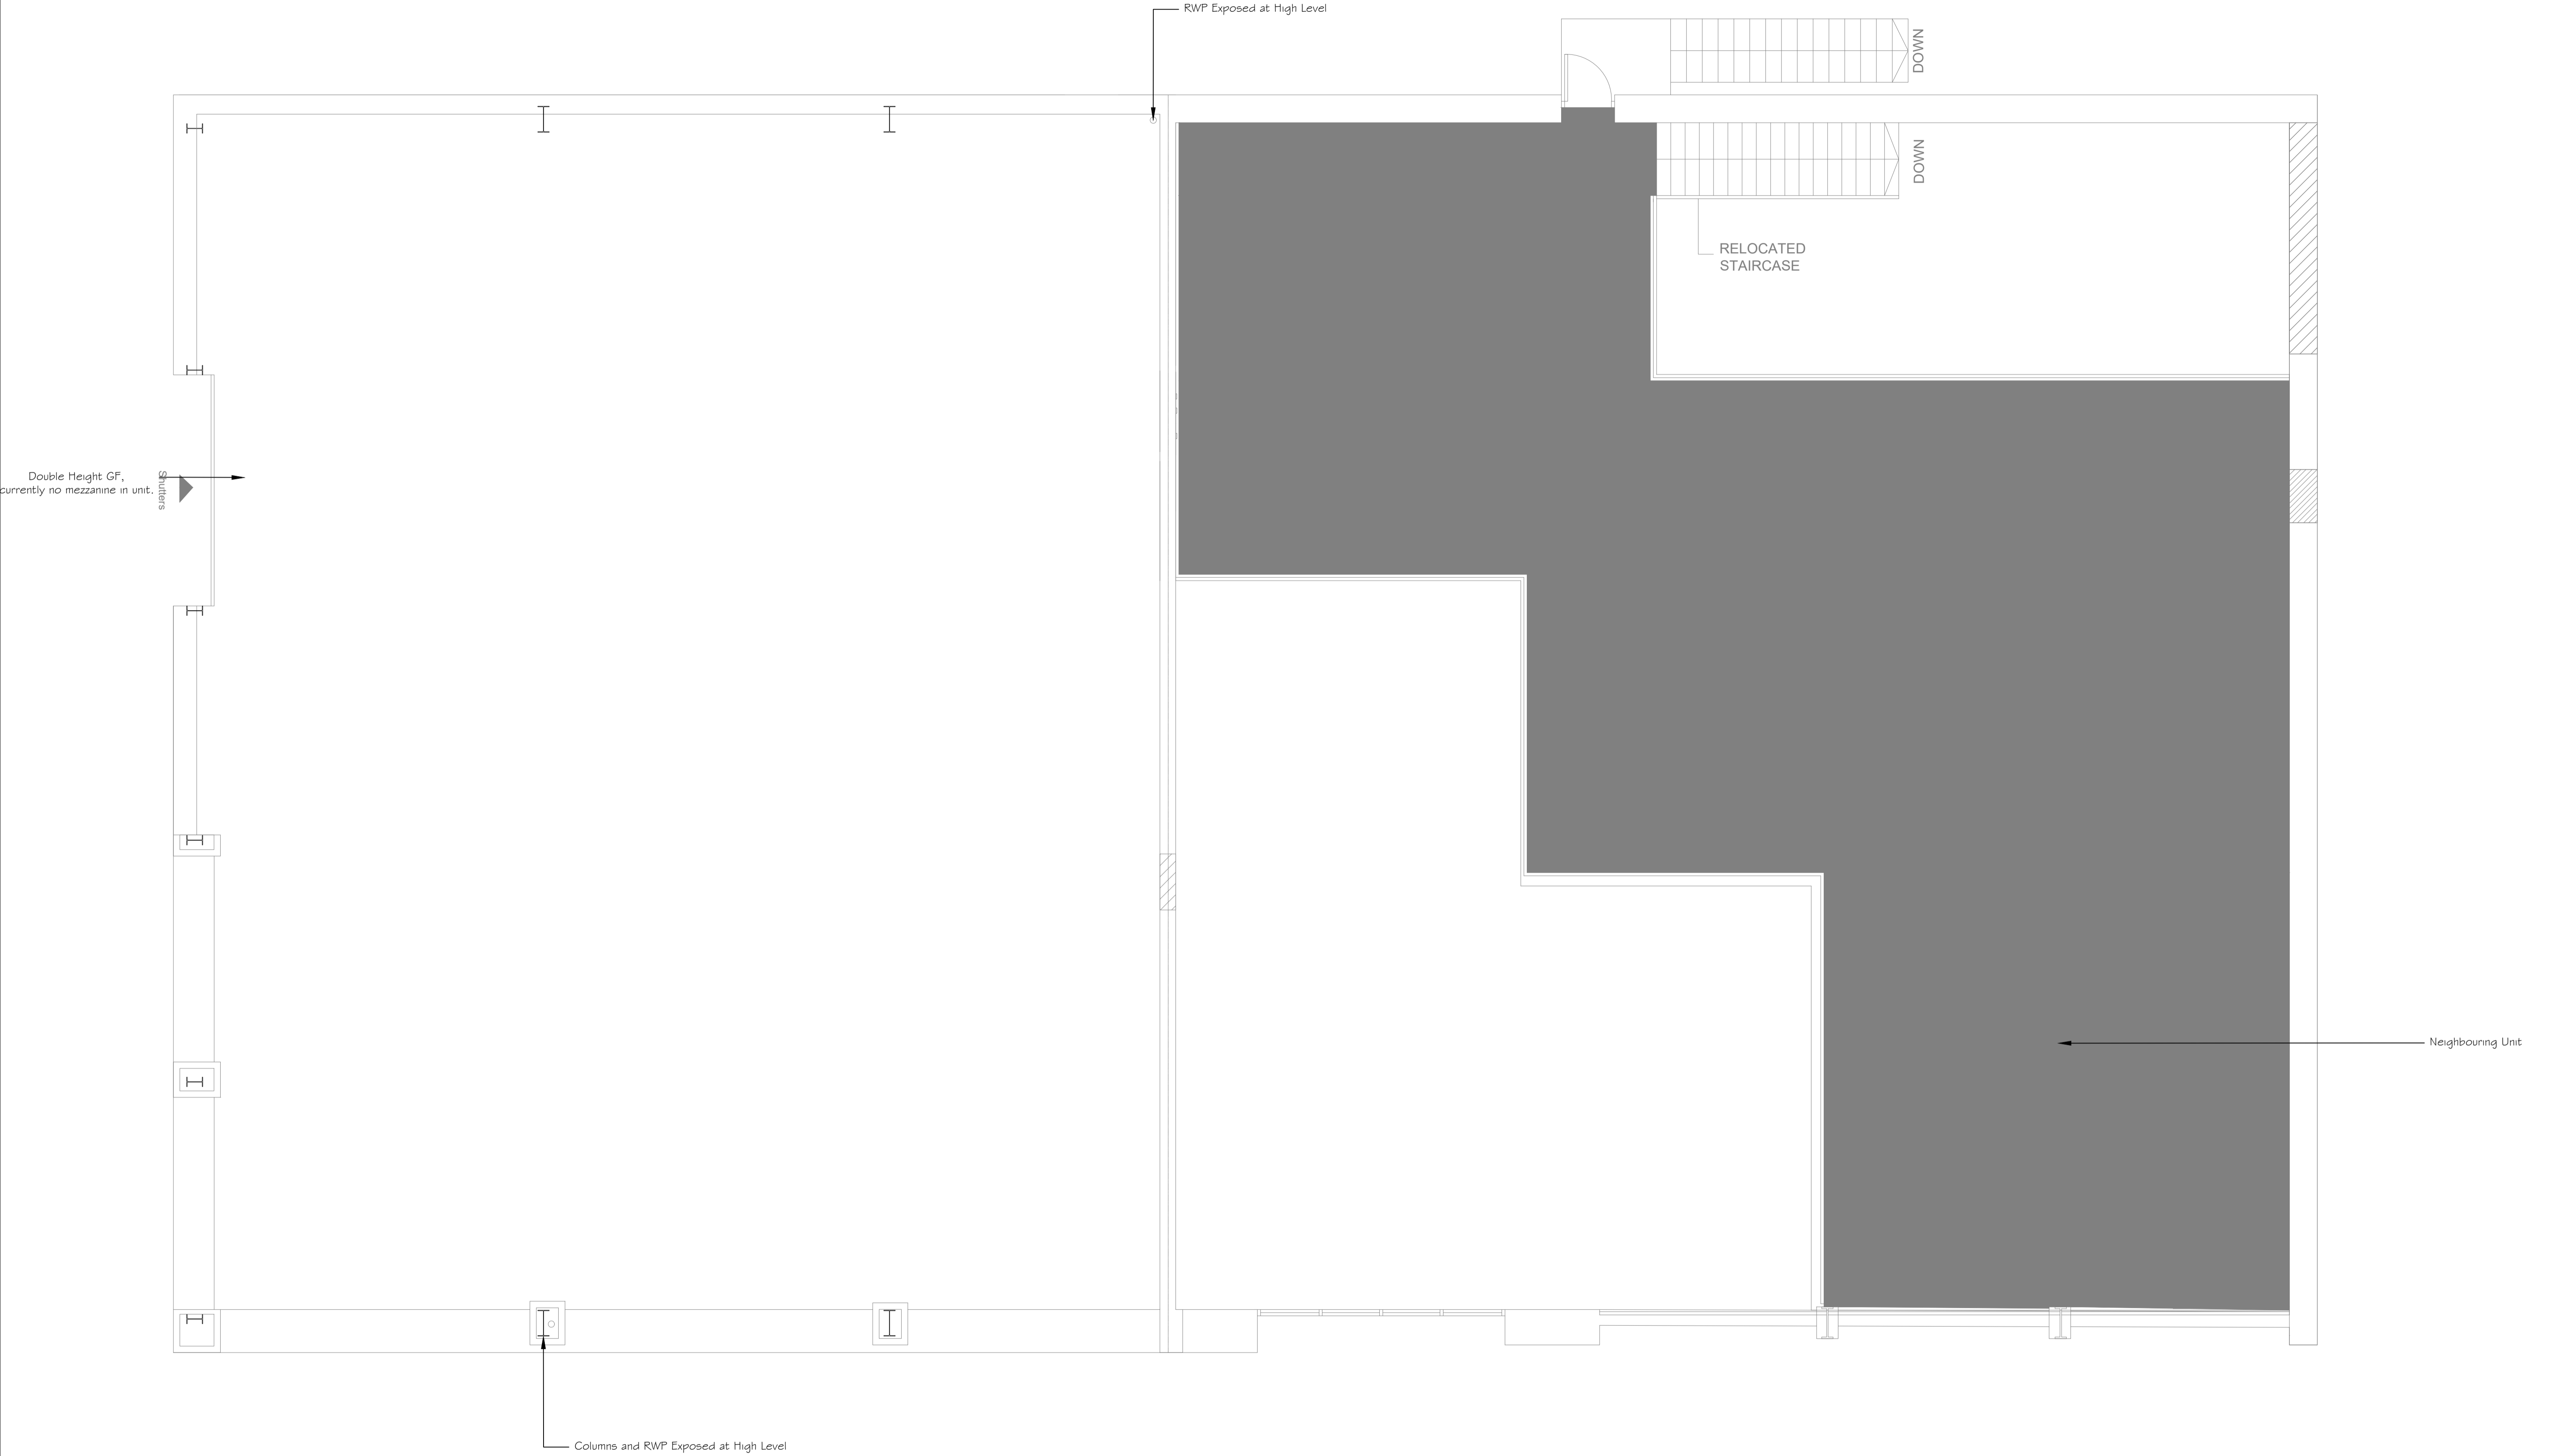 RWP Exposed at High Level
DOWN
DOWN
RELOCATED
STAIRCASE
Double Height GF,
currently no mezzanine in unit.
Shutters
Neighbouring Unit
Columns and RWP Exposed at High Level